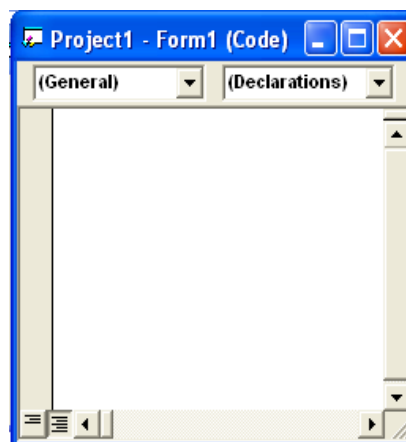 Project1 - Form1 (Code)
(General) (Declarations)